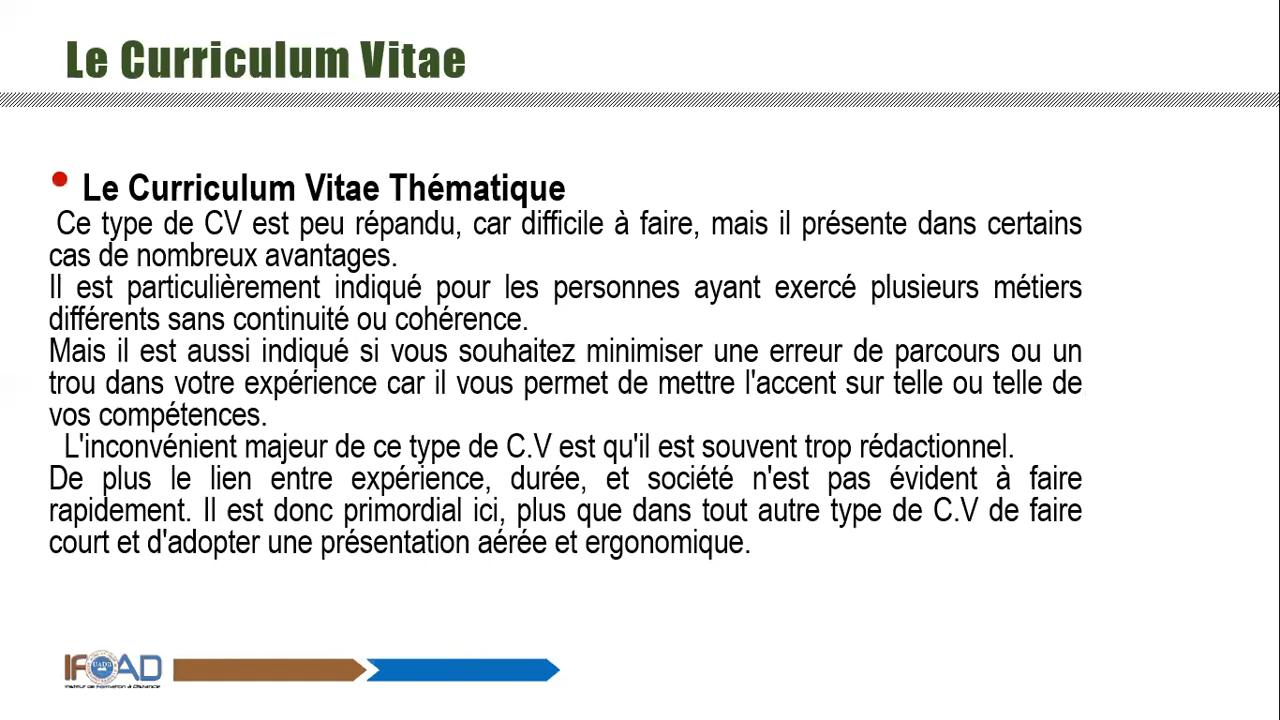 Le Curriculum Vitae
• Le Curriculum Vitae Thématique
Ce type de CV est peu répandu, car difficile à faire, mais il présente dans certains
cas de nombreux avantages.
Il est particulièrement indiqué pour les personnes ayant exercé plusieurs métiers
différents sans continuité ou cohérence.
Mais il est aussi indiqué si vous souhaitez minimiser une erreur de parcours ou un
trou dans votre expérience car il vous permet de mettre l'accent sur telle ou telle de
vos compétences.
L'inconvénient majeur de ce type de C.V est qu'il est souvent trop rédactionnel.
De plus le lien entre expérience, durée, et société n'est pas évident à faire
rapidement. Il est donc primordial ici, plus que dans tout autre type de C.V de faire
court et d'adopter une présentation aérée et ergonomique.
IFOAD
UADB
Institut de Formation à Distance